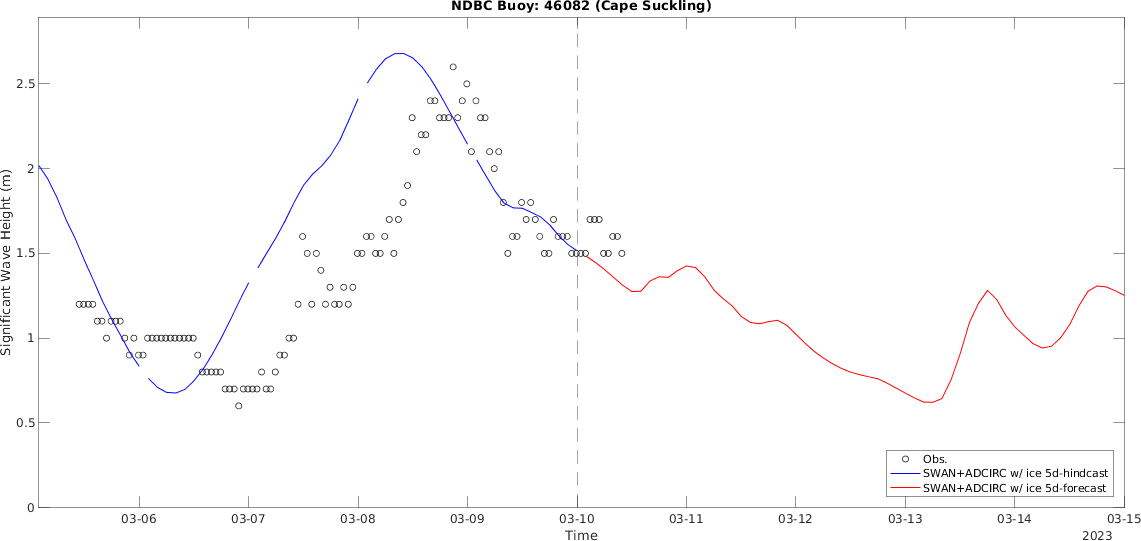 NDBC Buoy: 46082 (Cape Suckling)
Significant Wave Height (m)
2.5
2
1.5
1
0.5
0
Obs.
SWAN+ADCIRC w/ ice 5d-hindcast
SWAN+ADCIRC w/ ice 5d-forecast
03-06 03-07 03-08 03-09 03-10 03-11 03-12 03-13 03-14 03-15
Time
2023